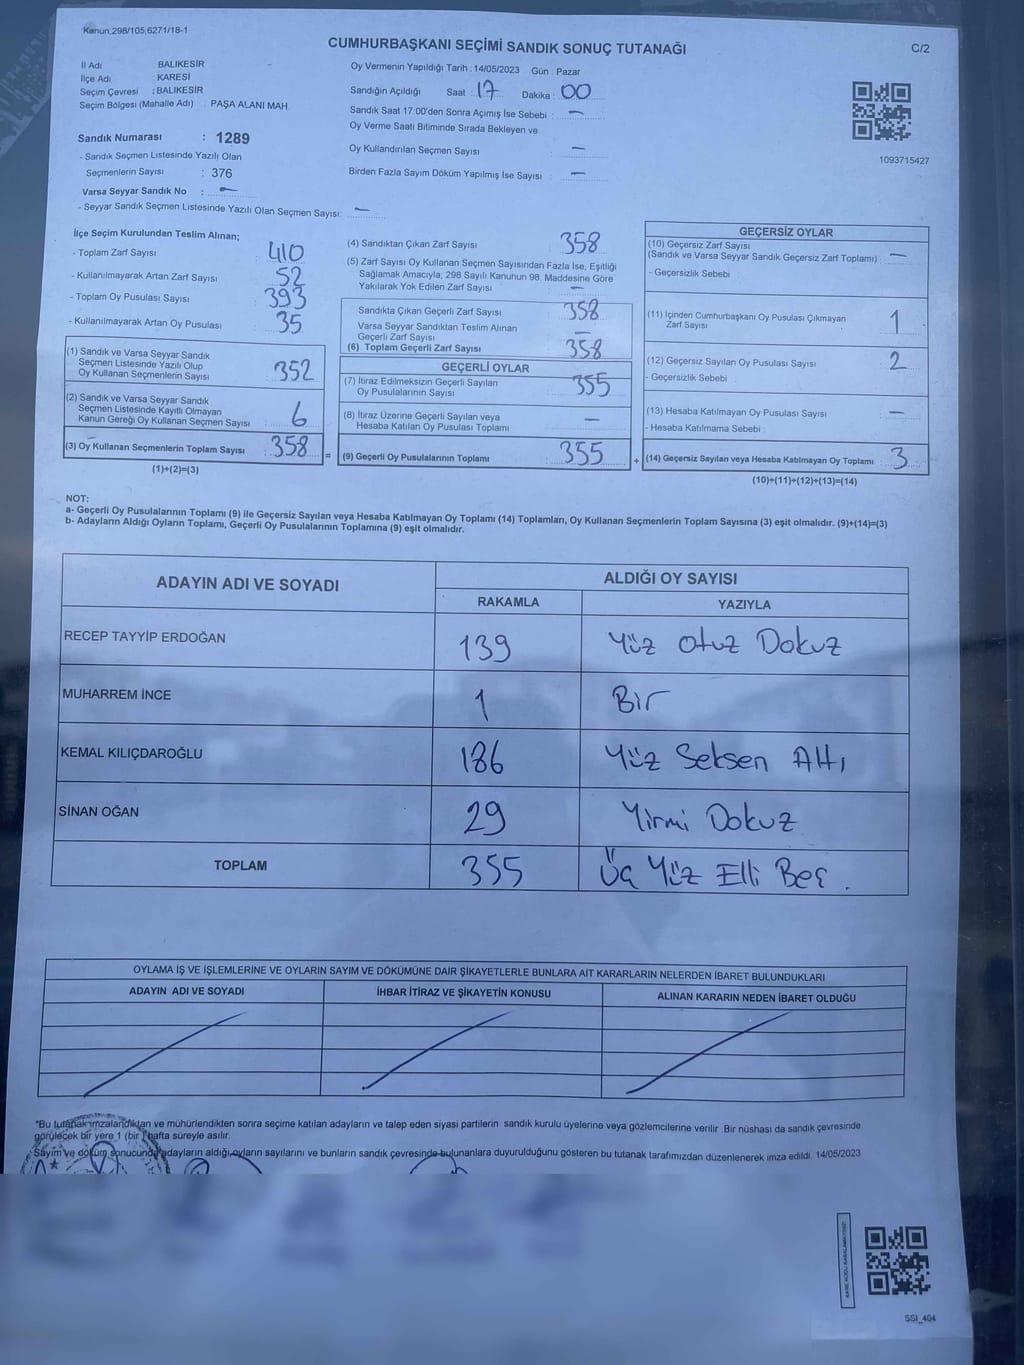 Kanun,298/105,6271/18-1
CUMHURBAŞKANI SEÇİMİ SANDIK SONUÇ TUTANAĞI
C/2
İl Adı BALIKESİR
İlçe Adı KARESİ
Seçim Çevresi : BALIKESİR
Seçim Bölgesi (Mahalle Adı) PAŞA ALANI MAH.
Sandık Numarası : 1289
- Sandık Seçmen Listesinde Yazılı Olan
Seçmenlerin Sayısı : 376
Varsa Seyyar Sandık No : –
- Seyyar Sandık Seçmen Listesinde Yazılı Olan Seçmen Sayısı: –
Oy Vermenin Yapıldığı Tarih : 14/05/2023 Gün : Pazar
Sandığın Açıldığı Saat : 17 Dakika : 00
Sandık Saat 17:00'den Sonra Açımış İse Sebebi : –
Oy Verme Saati Bitiminde Sırada Bekleyen ve
Oy Kullandırılan Seçmen Sayısı : –
Birden Fazla Sayım Döküm Yapılmış İse Sayısı : –
1093715427
İlçe Seçim Kurulundan Teslim Alınan;
- Toplam Zarf Sayısı : 410
- Kullanılmayarak Artan Zarf Sayısı : 52
- Toplam Oy Pusulası Sayısı : 393
- Kullanılmayarak Artan Oy Pusulası : 35
(1) Sandık ve Varsa Seyyar Sandık
Seçmen Listesinde Yazılı Olup
Oy Kullanan Seçmenlerin Sayısı : 352
(2) Sandık ve Varsa Seyyar Sandık
Seçmen Listesinde Kayıtlı Olmayan
Kanun Gereği Oy Kullanan Seçmen Sayısı : 6
(3) Oy Kullanan Seçmenlerin Toplam Sayısı : 358
(1)+(2)=(3)
(4) Sandıktan Çıkan Zarf Sayısı : 358
(5) Zarf Sayısı Oy Kullanan Seçmen Sayısından Fazla İse, Eşitliği
Sağlamak Amacıyla; 298 Sayılı Kanunun 98. Maddesine Göre
Yakılarak Yok Edilen Zarf Sayısı : –
Sandıkta Çıkan Geçerli Zarf Sayısı : 358
Varsa Seyyar Sandıktan Teslim Alınan
Geçerli Zarf Sayısı : –
(6) Toplam Geçerli Zarf Sayısı : 358
GEÇERLİ OYLAR
(7) İtiraz Edilmeksizin Geçerli Sayılan
Oy Pusulalarının Sayısı : 355
(8) İtiraz Üzerine Geçerli Sayılan veya
Hesaba Katılan Oy Pusulası Toplamı : –
= (9) Geçerli Oy Pusulalarının Toplamı : 355
GEÇERSİZ OYLAR
(10) Geçersiz Zarf Sayısı
(Sandık ve Varsa Seyyar Sandık Geçersiz Zarf Toplamı) : –
- Geçersizlik Sebebi :
(11) İçinden Cumhurbaşkanı Oy Pusulası Çıkmayan
Zarf Sayısı : 1
(12) Geçersiz Sayılan Oy Pusulası Sayısı : 2
- Geçersizlik Sebebi :
(13) Hesaba Katılmayan Oy Pusulası Sayısı : –
- Hesaba Katılmama Sebebi :
+ (14) Geçersiz Sayılan veya Hesaba Katılmayan Oy Toplamı : 3
(10)+(11)+(12)+(13)=(14)
NOT:
a- Geçerli Oy Pusulalarının Toplamı (9) ile Geçersiz Sayılan veya Hesaba Katılmayan Oy Toplamı (14) Toplamları, Oy Kullanan Seçmenlerin Toplam Sayısına (3) eşit olmalıdır. (9)+(14)=(3)
b- Adayların Aldığı Oyların Toplamı, Geçerli Oy Pusulalarının Toplamına (9) eşit olmalıdır.
ADAYIN ADI VE SOYADI
ALDIĞI OY SAYISI
RAKAMLA YAZIYLA
RECEP TAYYİP ERDOĞAN 139 Yüz Otuz Dokuz
MUHARREM İNCE 1 Bir
KEMAL KILIÇDAROĞLU 186 Yüz Seksen Altı
SİNAN OĞAN 29 Yirmi Dokuz
TOPLAM 355 Üç Yüz Elli Beş.
OYLAMA İŞ VE İŞLEMLERİNE VE OYLARIN SAYIM VE DÖKÜMÜNE DAİR ŞİKAYETLERLE BUNLARA AİT KARARLARIN NELERDEN İBARET BULUNDUKLARI
ADAYIN ADI VE SOYADI İHBAR İTİRAZ VE ŞİKAYETİN KONUSU ALINAN KARARIN NEDEN İBARET OLDUĞU
*Bu tutanak imzalandıktan ve mühürlendikten sonra seçime katılan adayların ve talep eden siyasi partilerin sandık kurulu üyelerine veya gözlemcilerine verilir .Bir nüshası da sandık çevresinde
görülecek bir yere 1 (bir ) hafta süreyle asılır.
Sayım ve döküm sonucunda adayların aldığı oyların sayılarını ve bunların sandık çevresinde bulunanlara duyurulduğunu gösteren bu tutanak tarafımızdan düzenlenerek imza edildi. 14/05/2023
SSI_404